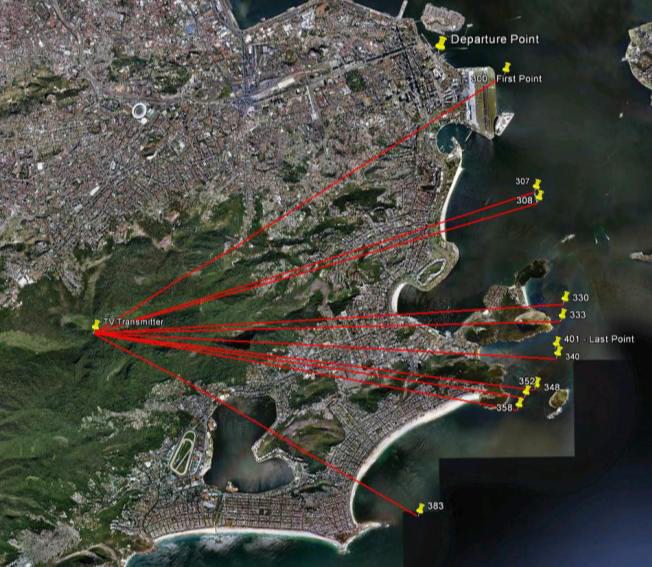 Departure Point
300
First Point
307
308
330
TV Transmitter
333
401 - Last Point
340
352
348
358
383